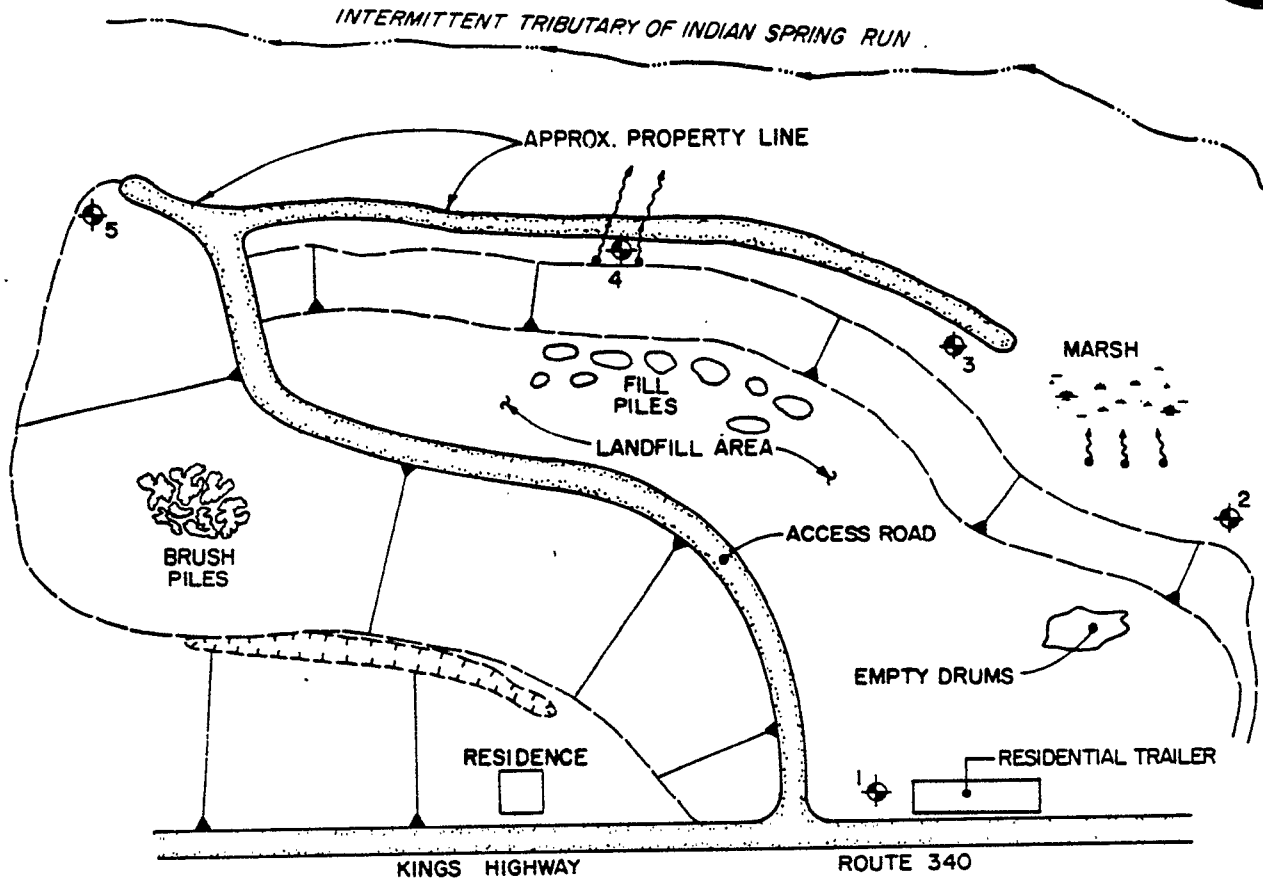 INTERMITTENT TRIBUTARY OF INDIAN SPRING RUN
APPROX. PROPERTY LINE
5
4
3
MARSH
FILL
PILES
LANDFILL AREA
2
ACCESS ROAD
BRUSH
PILES
EMPTY DRUMS
RESIDENCE
RESIDENTIAL TRAILER
1
KINGS HIGHWAY
ROUTE 340